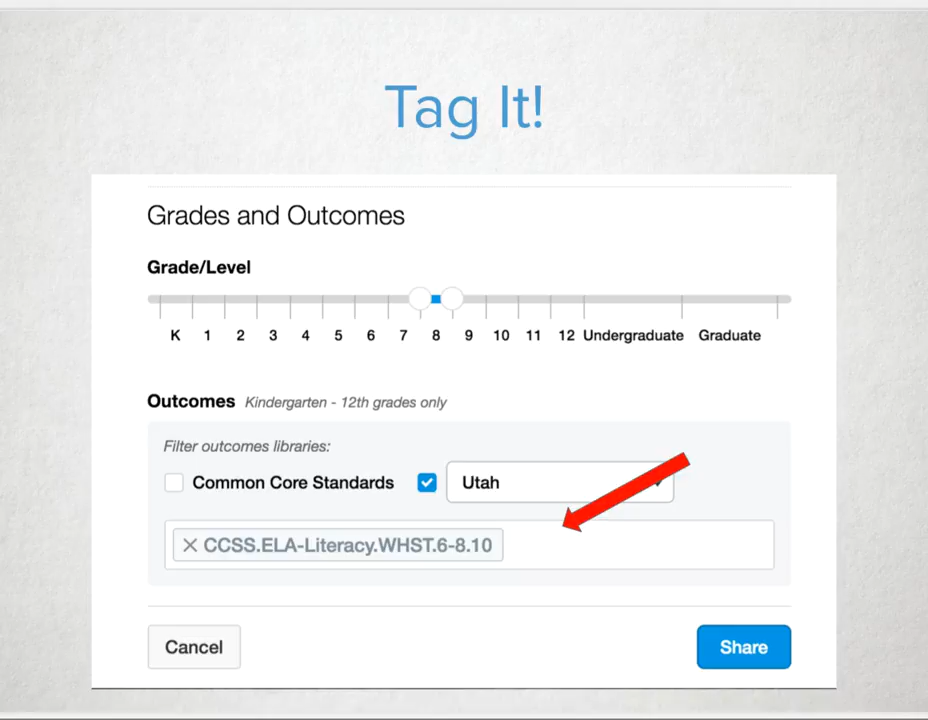 Tag It!
Grades and Outcomes
Grade/Level
K 1 2 3 4 5 6 7 8 9 10 11 12 Undergraduate Graduate
Outcomes Kindergarten - 12th grades only
Filter outcomes libraries:
Common Core Standards Utah
CCSS.ELA-Literacy.WHST.6-8.10
Cancel Share